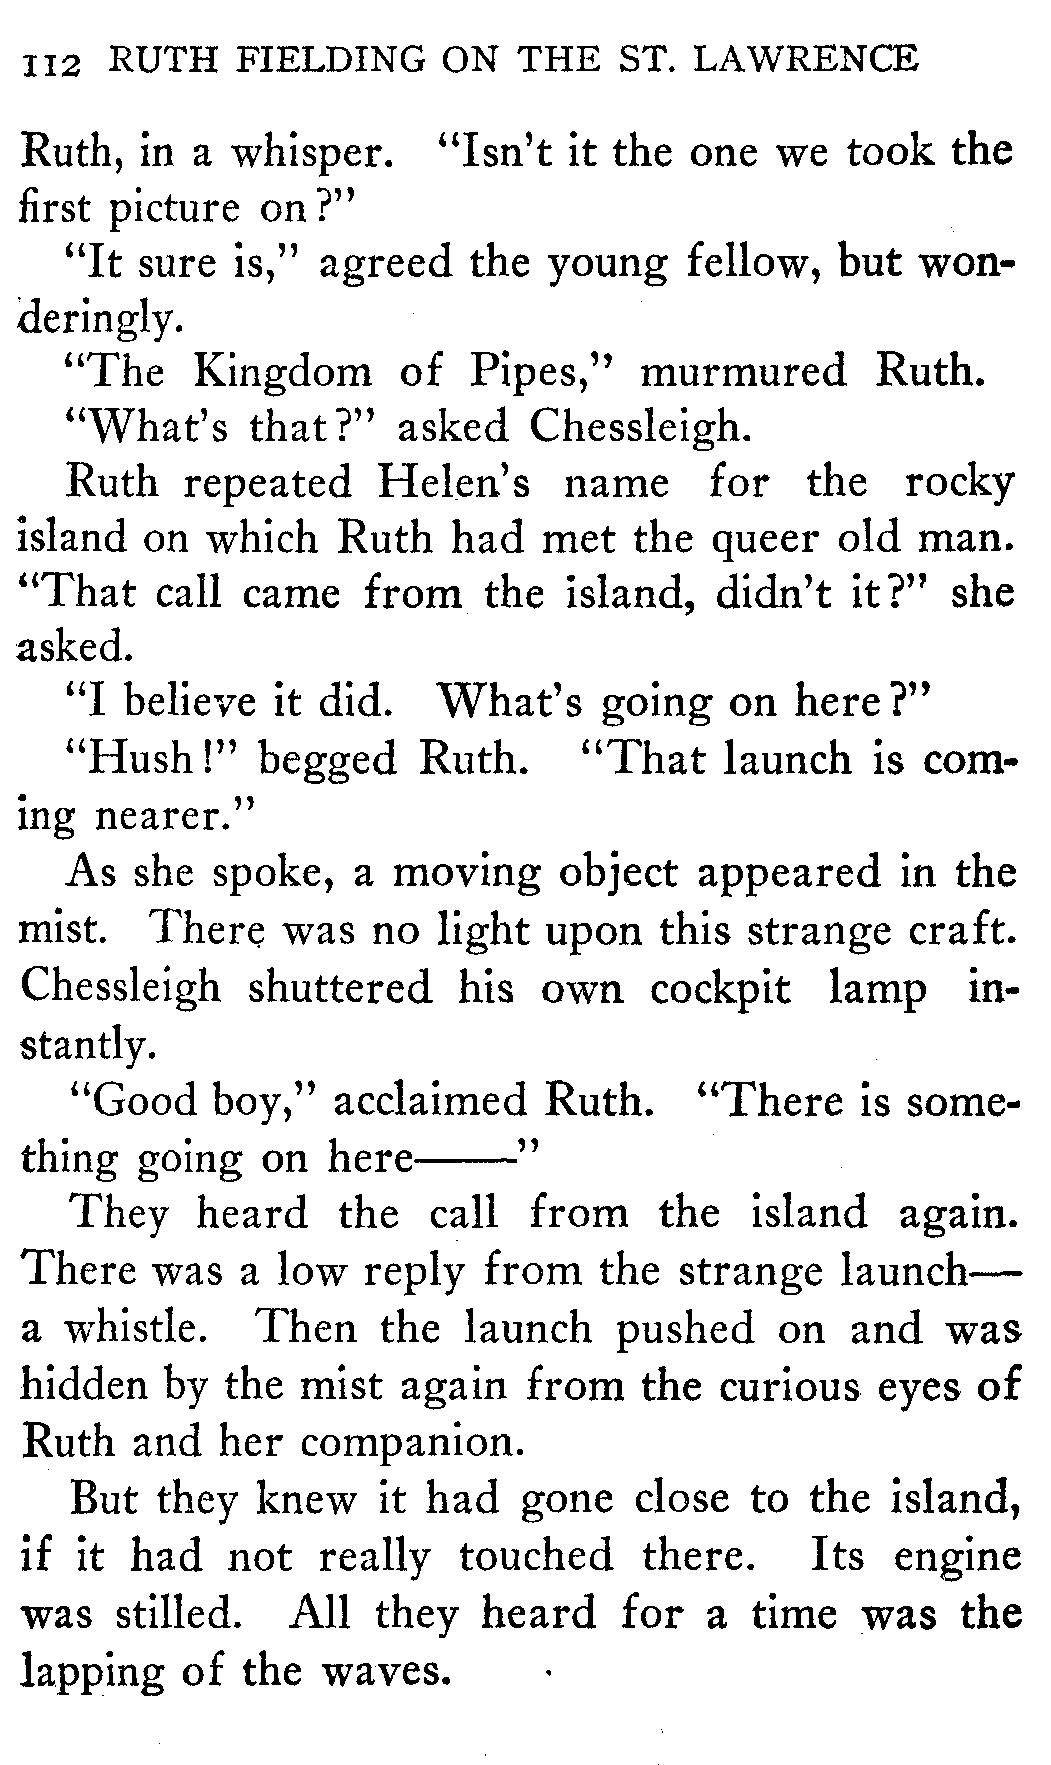 112 RUTH FIELDING ON THE ST. LAWRENCE
Ruth, in a whisper. "Isn't it the one we took the
first picture on?"
"It sure is," agreed the young fellow, but won-
deringly.
"The Kingdom of Pipes," murmured Ruth.
"What's that?" asked Chessleigh.
Ruth repeated Helen's name for the rocky
island on which Ruth had met the queer old man.
"That call came from the island, didn't it?" she
asked.
"I believe it did. What's going on here?"
"Hush!" begged Ruth. "That launch is com-
ing nearer."
As she spoke, a moving object appeared in the
mist. There was no light upon this strange craft.
Chessleigh shuttered his own cockpit lamp in-
stantly.
"Good boy," acclaimed Ruth. "There is some-
thing going on here——"
They heard the call from the island again.
There was a low reply from the strange launch—
a whistle. Then the launch pushed on and was
hidden by the mist again from the curious eyes of
Ruth and her companion.
But they knew it had gone close to the island,
if it had not really touched there. Its engine
was stilled. All they heard for a time was the
lapping of the waves.